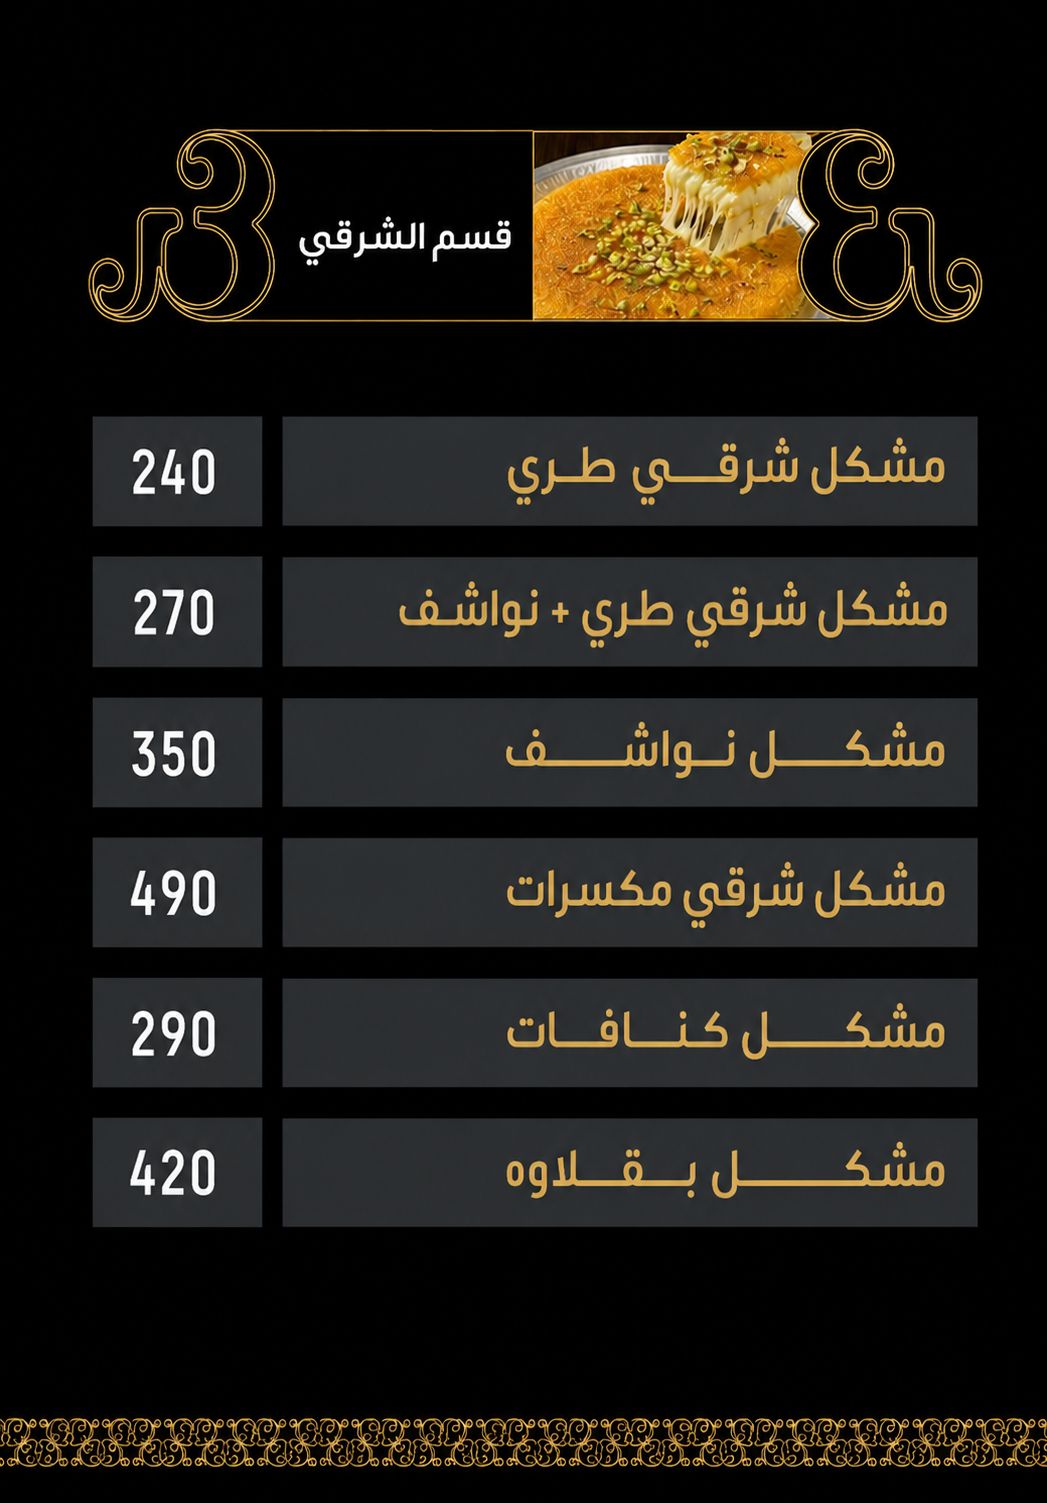 قسم الشرقي
مشكل شرقي طري 240
مشكل شرقي طري + نواشف 270
مشكل نواشف 350
مشكل شرقي مكسرات 490
مشكل كنافات 290
مشكل بقلاوه 420